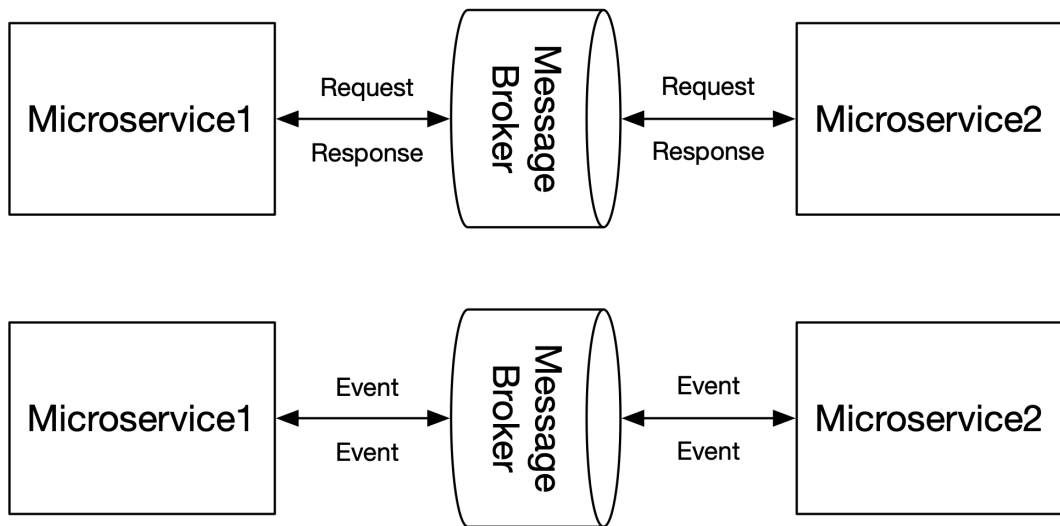 Microservice1
Request
Response
Message
Broker
Request
Response
Microservice2
Microservice1
Event
Event
Message
Broker
Event
Event
Microservice2